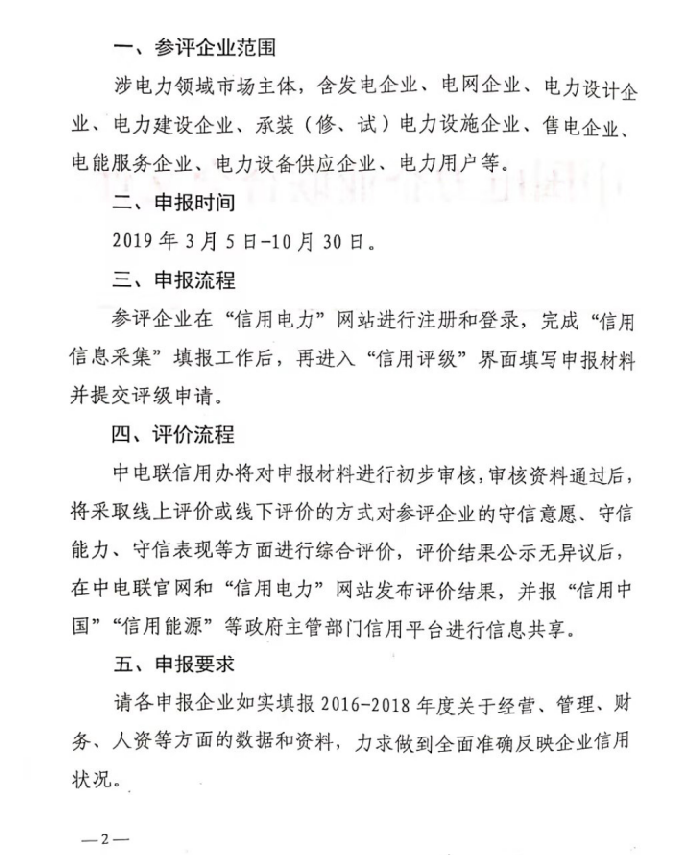 一、参评企业范围
涉电力领域市场主体，含发电企业、电网企业、电力设计企
业、电力建设企业、承装（修、试）电力设施企业、售电企业、
电能服务企业、电力设备供应企业、电力用户等。
二、申报时间
2019 年 3 月 5 日-10 月 30 日。
三、申报流程
参评企业在“信用电力”网站进行注册和登录，完成“信用
信息采集”填报工作后，再进入“信用评级”界面填写申报材料
并提交评级申请。
四、评价流程
中电联信用办将对申报材料进行初步审核；审核资料通过后，
将采取线上评价或线下评价的方式对参评企业的守信意愿、守信
能力、守信表现等方面进行综合评价，评价结果公示无异议后，
在中电联官网和“信用电力”网站发布评价结果，并报“信用中
国”“信用能源”等政府主管部门信用平台进行信息共享。
五、申报要求
请各申报企业如实填报 2016-2018 年度关于经营、管理、财
务、人资等方面的数据和资料，力求做到全面准确反映企业信用
状况。
—2—